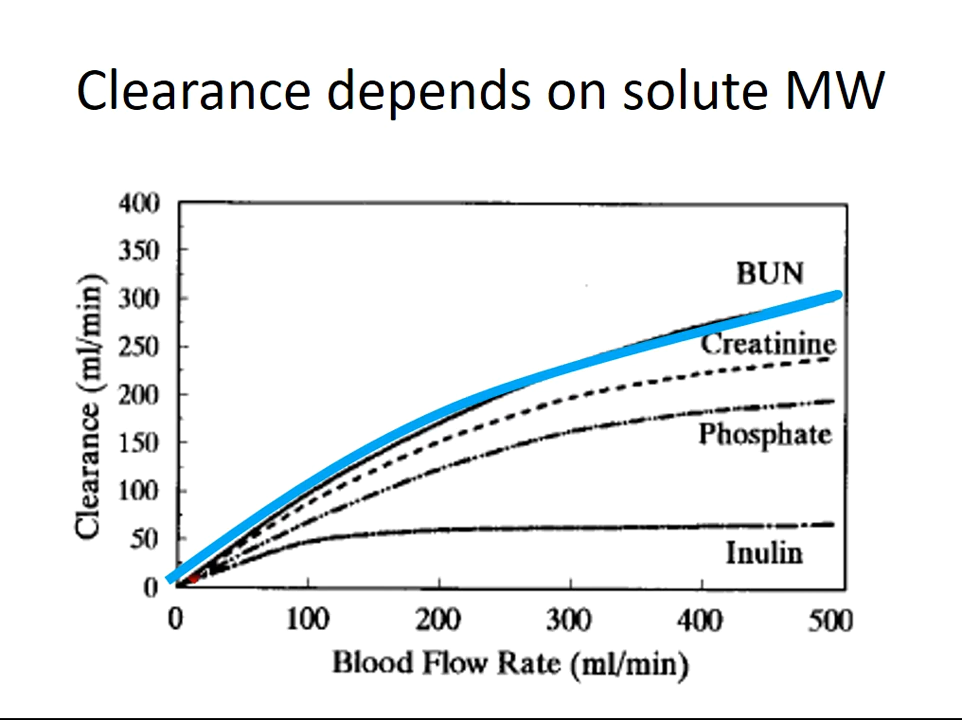 Clearance depends on solute MW
400
350
300
250
200
150
100
50
0
Clearance (ml/min)
BUN
Creatinine
Phosphate
Inulin
0 100 200 300 400 500
Blood Flow Rate (ml/min)